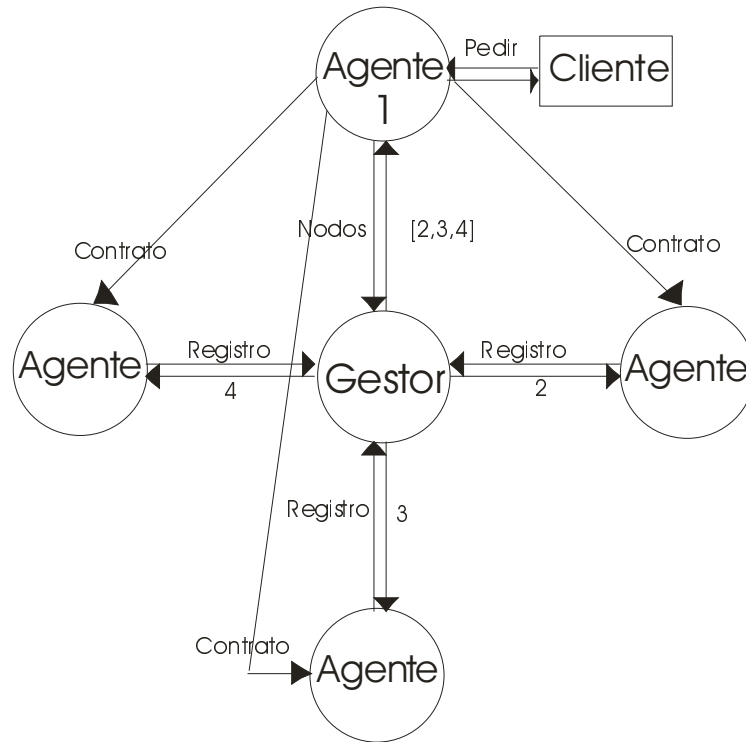 Pedir
Agente
1
Cliente
Nodos
[2,3,4]
Contrato
Contrato
Registro
Registro
Agente
Gestor
Agente
4
2
Registro
3
Contrato
Agente